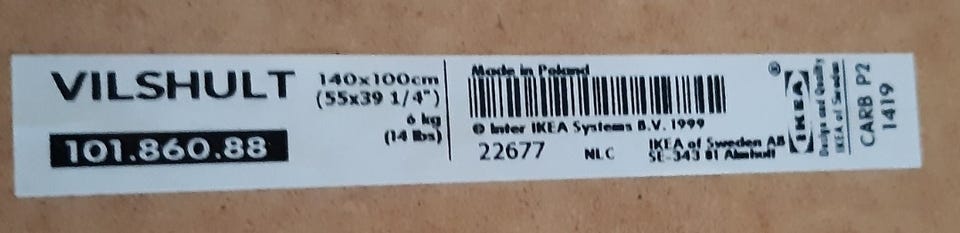 VILSHULT
101.860.88
140x100cm
(55x39 1/4")
6 kg
(14 lbs)
Made in Poland
© Inter IKEA Systems B.V. 1999
22677
NLC
IKEA of Sweden AB
SE-343 81 Älmhult
®
IKEA
Design and Quality
IKEA of Sweden
CARB P2
1419